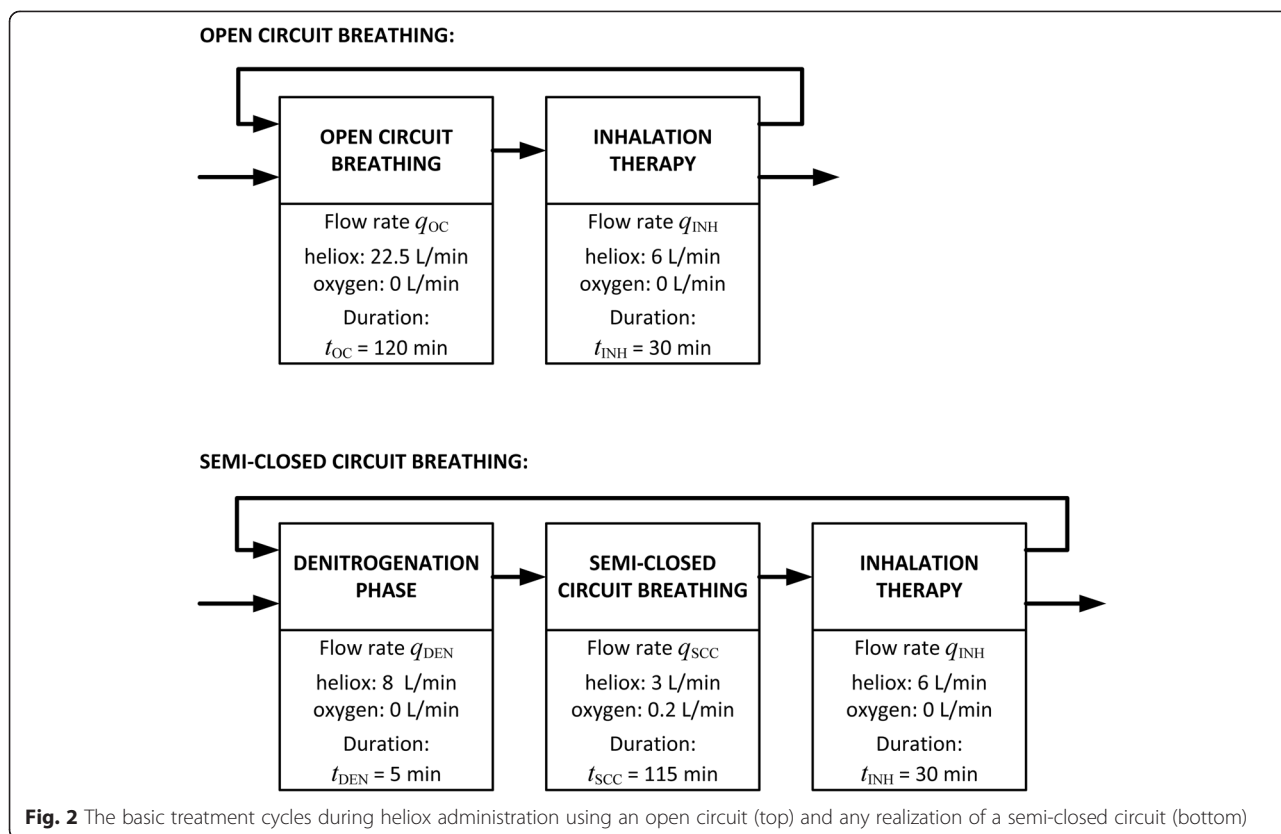 OPEN CIRCUIT BREATHING:
OPEN CIRCUIT
BREATHING
Flow rate qOC
heliox: 22.5 L/min
oxygen: 0 L/min
Duration:
tOC = 120 min
INHALATION
THERAPY
Flow rate qINH
heliox: 6 L/min
oxygen: 0 L/min
Duration:
tINH = 30 min
SEMI-CLOSED CIRCUIT BREATHING:
DENITROGENATION
PHASE
Flow rate qDEN
heliox: 8 L/min
oxygen: 0 L/min
Duration:
tDEN = 5 min
SEMI-CLOSED
CIRCUIT BREATHING
Flow rate qSCC
heliox: 3 L/min
oxygen: 0.2 L/min
Duration:
tSCC = 115 min
INHALATION
THERAPY
Flow rate qINH
heliox: 6 L/min
oxygen: 0 L/min
Duration:
tINH = 30 min
Fig. 2 The basic treatment cycles during heliox administration using an open circuit (top) and any realization of a semi-closed circuit (bottom)